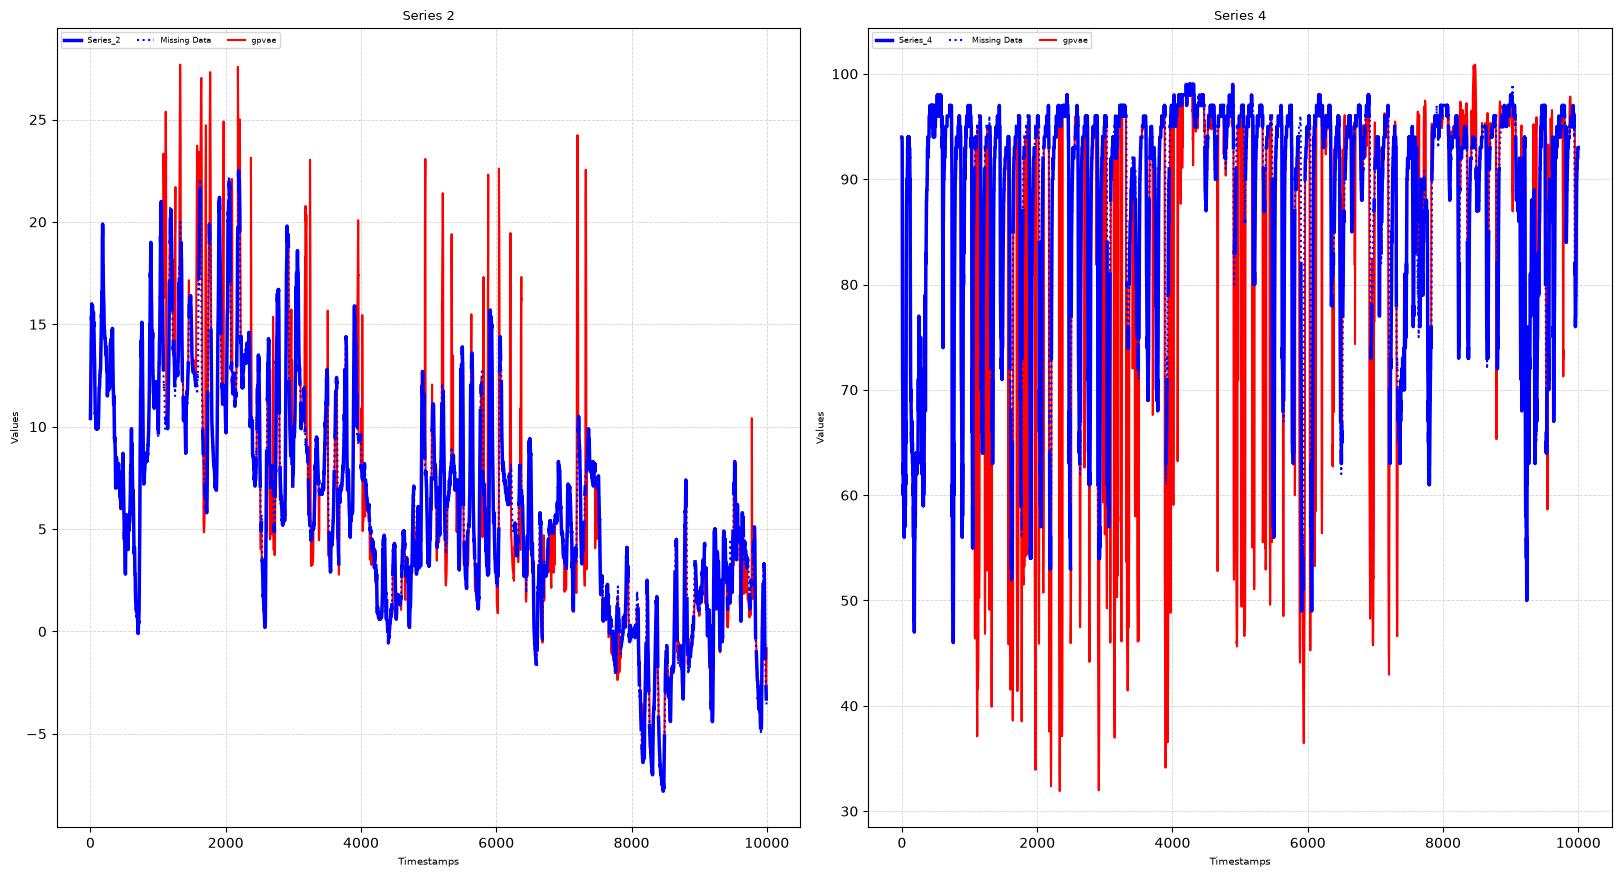 Series 2
Series_2 Missing Data gpvae
25
20
15
10
5
0
−5
Values
0 2000 4000 6000 8000 10000
Timestamps
Series 4
Series_4 Missing Data gpvae
100
90
80
70
60
50
40
30
Values
0 2000 4000 6000 8000 10000
Timestamps